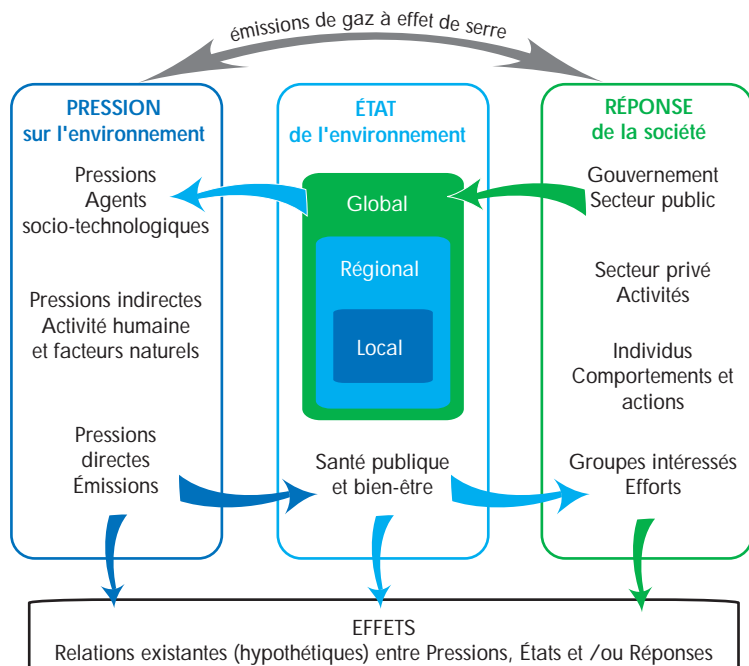 émissions de gaz à effet de serre
PRESSION
sur l'environnement
Pressions
Agents
socio-technologiques
Pressions indirectes
Activité humaine
et facteurs naturels
Pressions
directes
Émissions
ÉTAT
de l'environnement
Global
Régional
Local
Santé publique
et bien-être
RÉPONSE
de la société
Gouvernement
Secteur public
Secteur privé
Activités
Individus
Comportements et
actions
Groupes intéressés
Efforts
EFFETS
Relations existantes (hypothétiques) entre Pressions, États et /ou Réponses